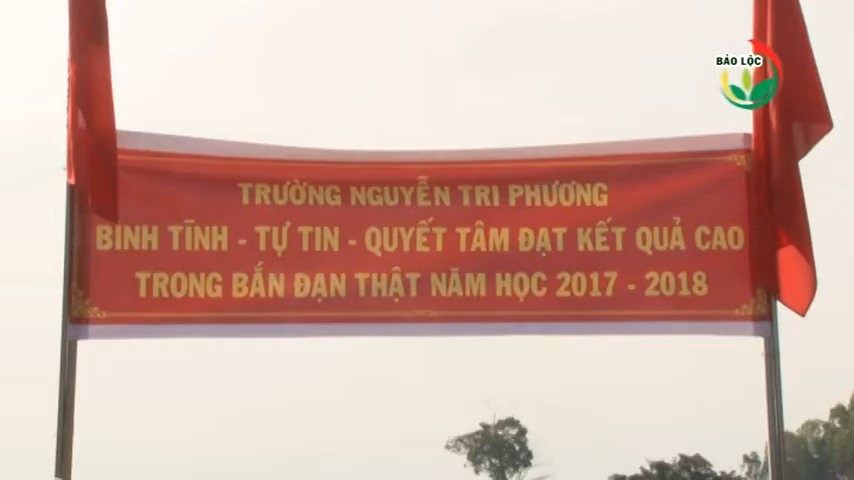 BẢO LỘC
TRƯỜNG NGUYỄN TRI PHƯƠNG
BÌNH TĨNH - TỰ TIN - QUYẾT TÂM ĐẠT KẾT QUẢ CAO
TRONG BẮN ĐẠN THẬT NĂM HỌC 2017 - 2018